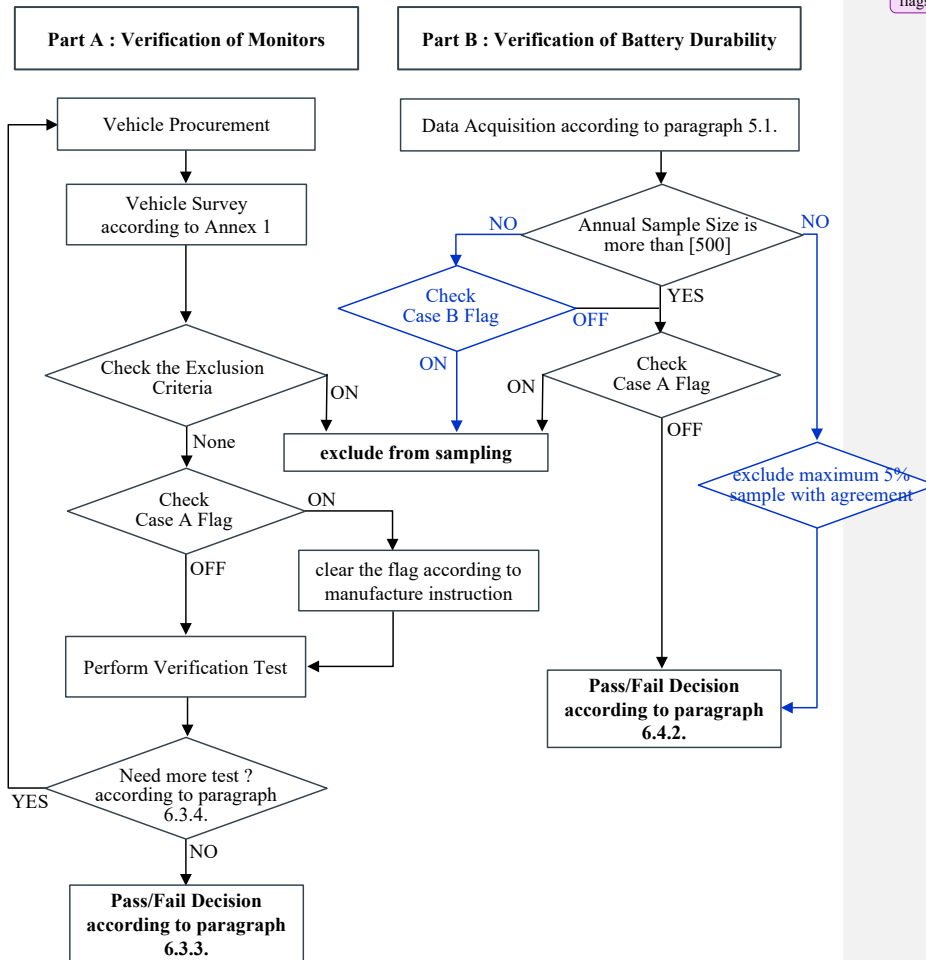 flags
Part A : Verification of Monitors
Part B : Verification of Battery Durability
Vehicle Procurement
Data Acquisition according to paragraph 5.1.
Vehicle Survey
according to Annex 1
Annual Sample Size is
more than [500]
NO
NO
YES
Check
Case B Flag
OFF
ON
Check
Case A Flag
ON
OFF
Check the Exclusion
Criteria
ON
None
exclude from sampling
exclude maximum 5%
sample with agreement
Check
Case A Flag
ON
OFF
clear the flag according to
manufacture instruction
Perform Verification Test
Pass/Fail Decision
according to paragraph
6.4.2.
Need more test ?
according to paragraph
6.3.4.
YES
NO
Pass/Fail Decision
according to paragraph
6.3.3.